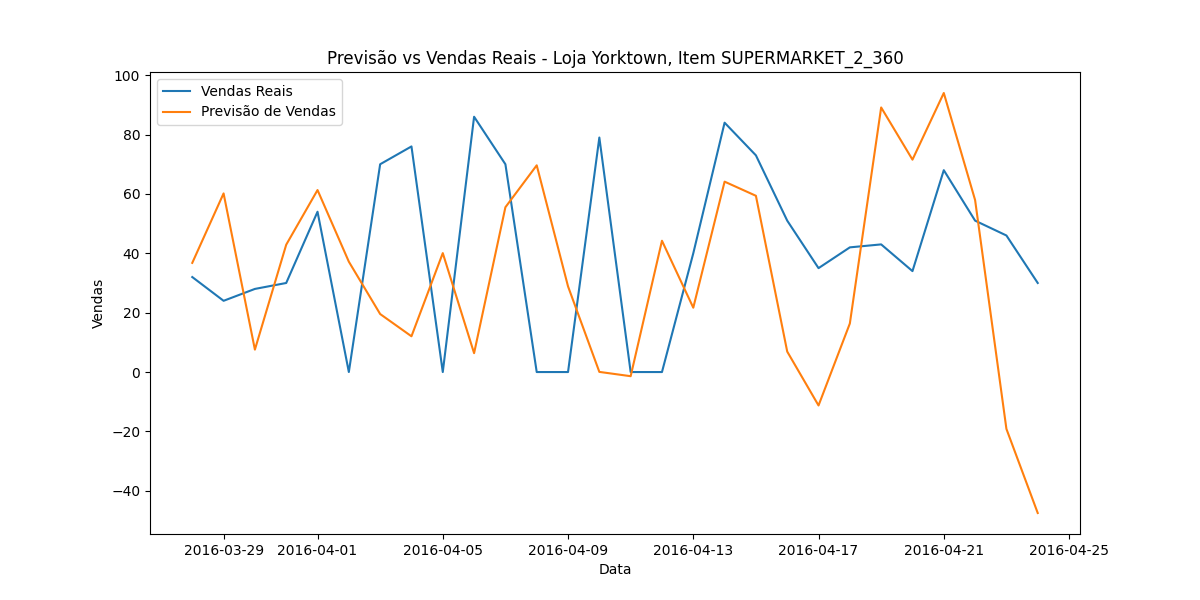 Previsão vs Vendas Reais - Loja Yorktown, Item SUPERMARKET_2_360
Vendas Reais
Previsão de Vendas
100
80
60
40
20
0
−20
−40
Vendas
2016-03-29 2016-04-01 2016-04-05 2016-04-09 2016-04-13 2016-04-17 2016-04-21 2016-04-25
Data